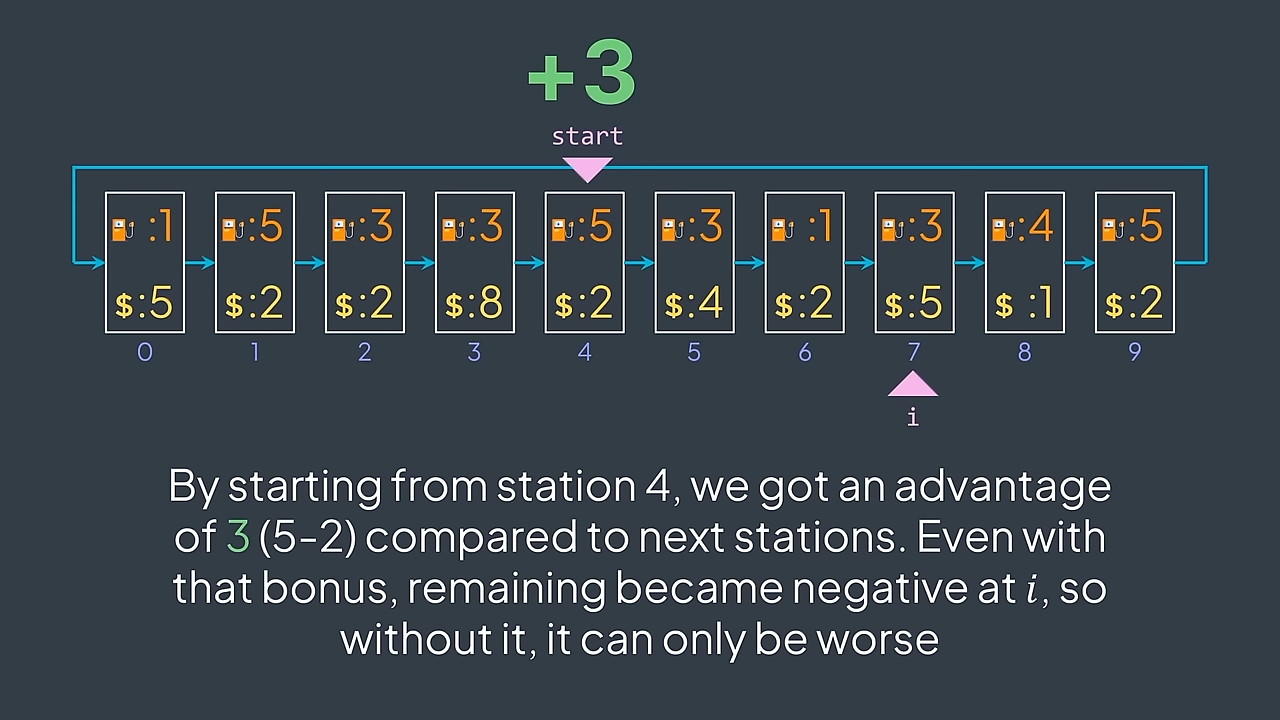 +3
start
:1 :5 :3 :3 :5 :3 :1 :3 :4 :5
$:5 $:2 $:2 $:8 $:2 $:4 $:2 $:5 $:1 $:2
0 1 2 3 4 5 6 7 8 9
i
By starting from station 4, we got an advantage
of 3 (5-2) compared to next stations. Even with
that bonus, remaining became negative at i, so
without it, it can only be worse